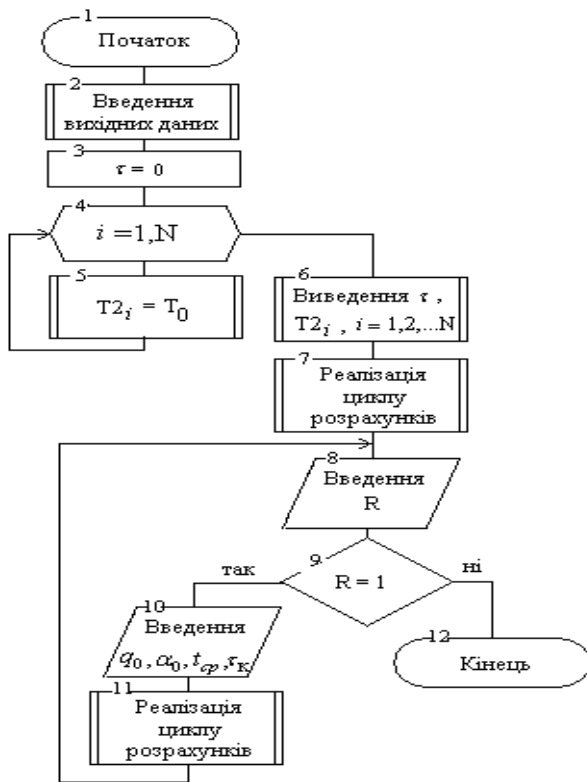 1
Початок
2
Введення
вихідних даних
3
τ = 0
4
i = 1,N
5
T2i = T0
6
Виведення τ ,
T2i , i = 1,2,...N
7
Реалізація
циклу
розрахунків
8
Введення
R
9
R = 1
так
ні
10
Введення
q0, α0, tcp, τк
11
Реалізація
циклу
розрахунків
12
Кінець